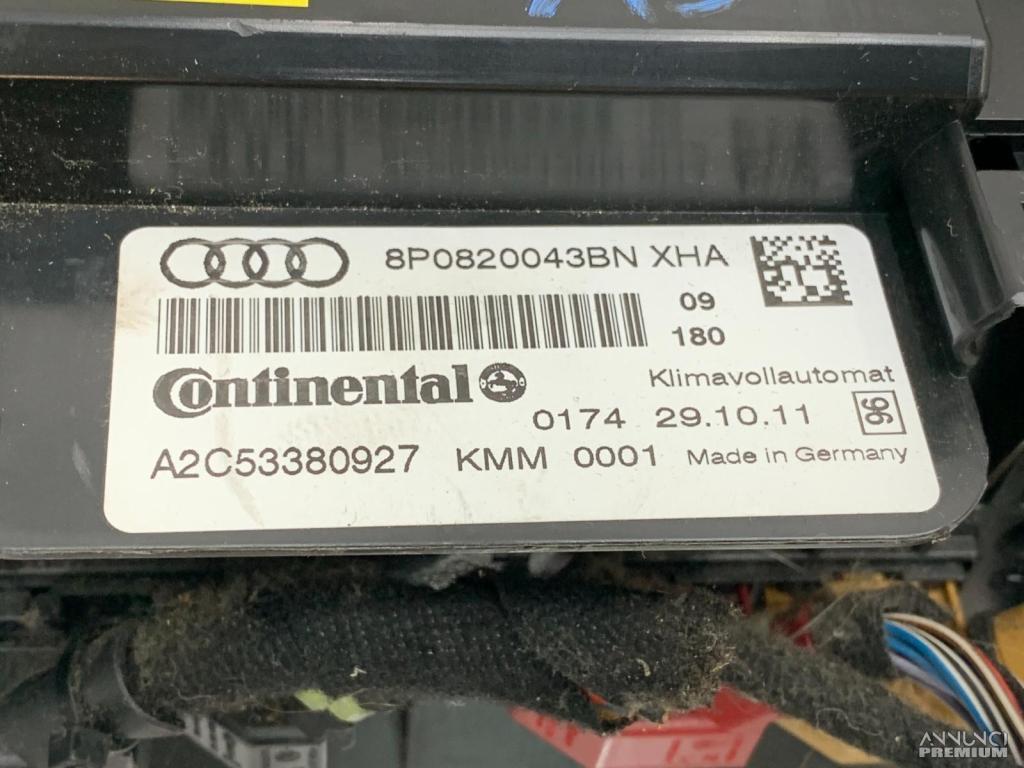 8P0820043BN XHA
09
180
Continental
Klimavollautomat
0174 29.10.11 96
A2C53380927 KMM 0001 Made in Germany
ANNUNCI
PREMIUM